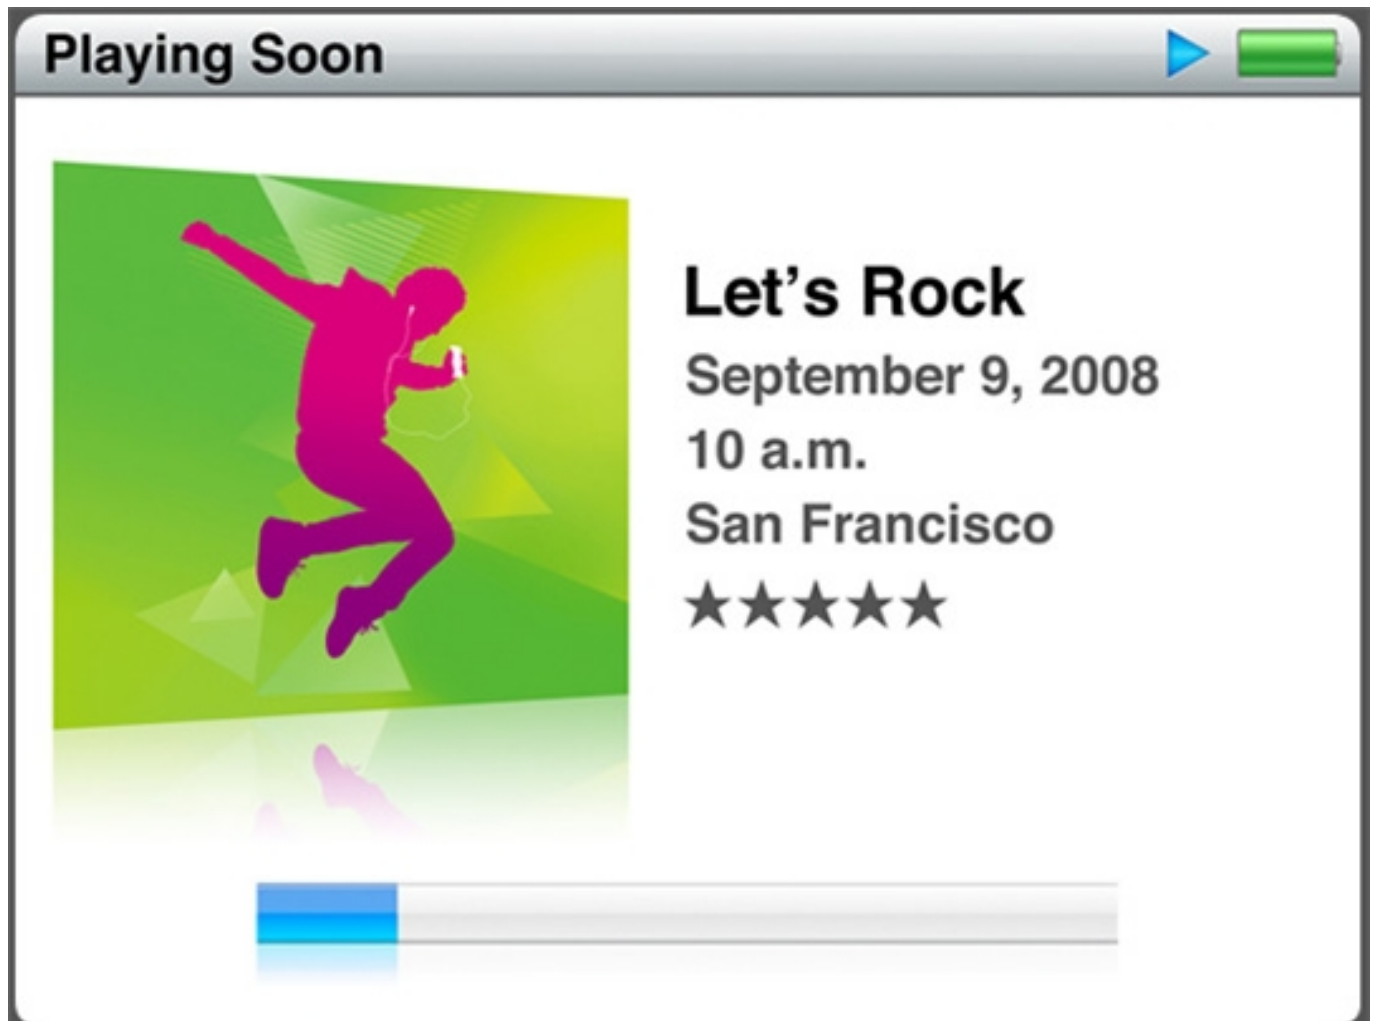 Playing Soon
Let’s Rock
September 9, 2008
10 a.m.
San Francisco
★★★★★